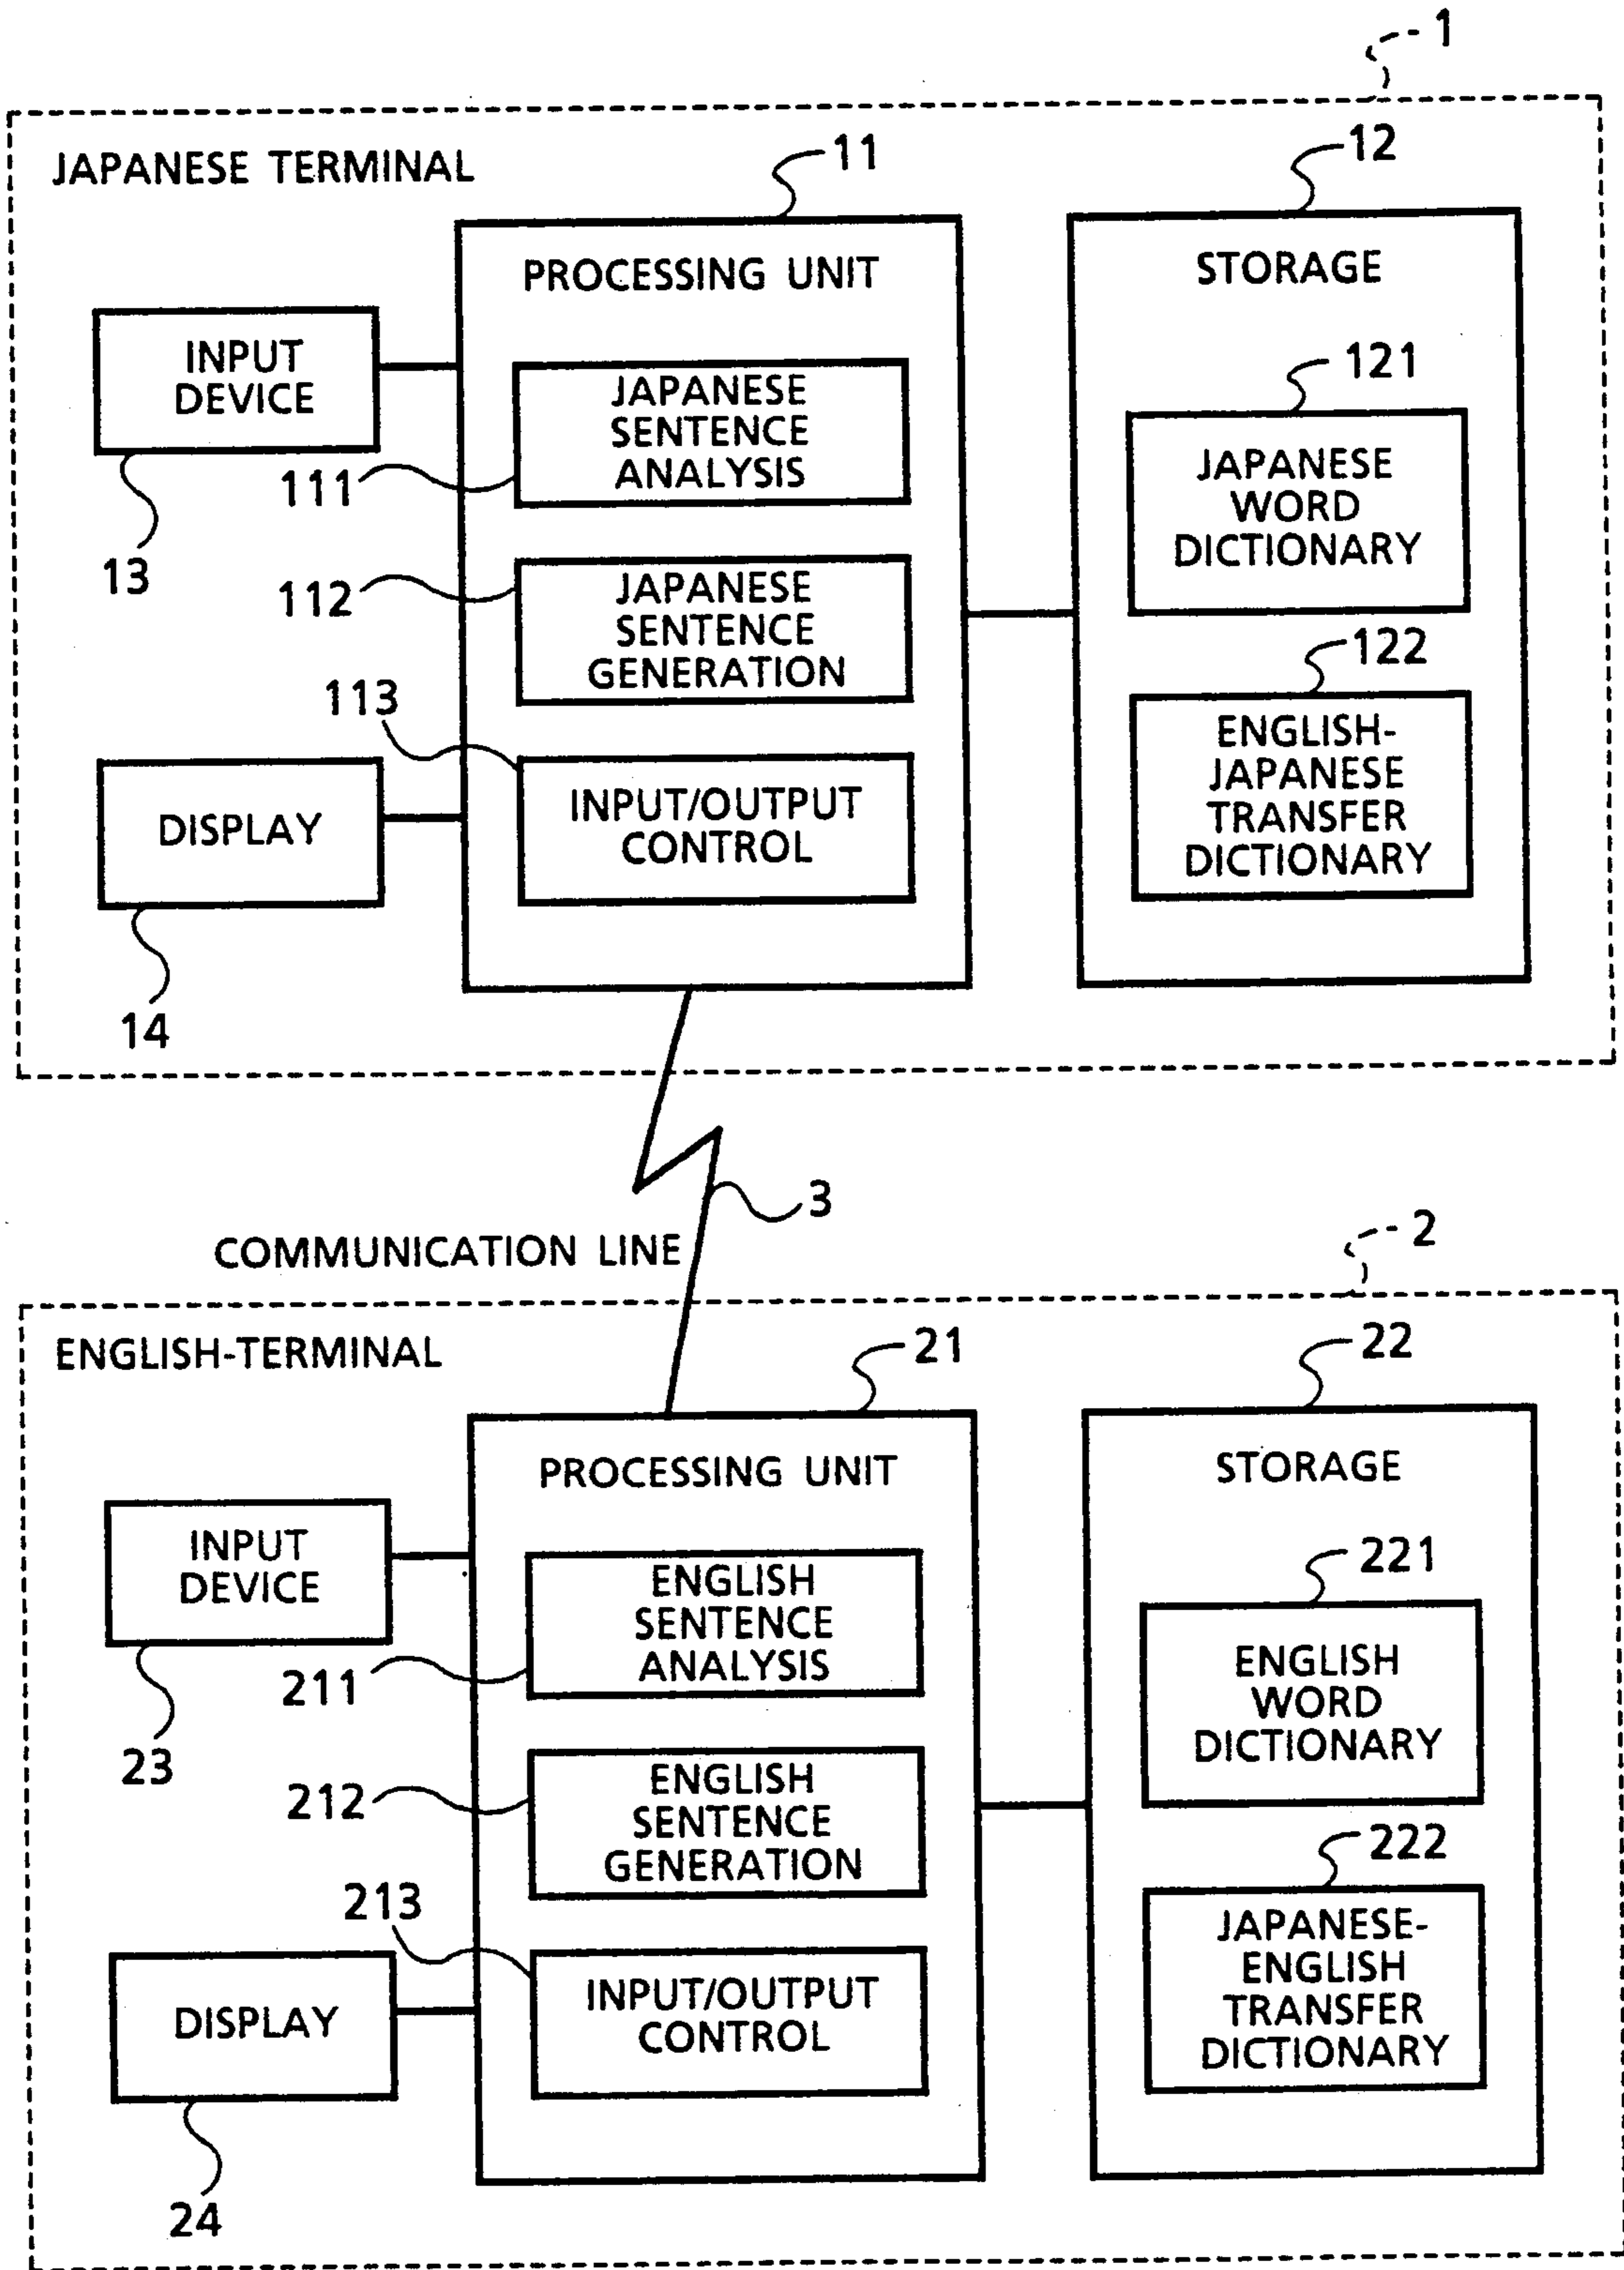 1
JAPANESE TERMINAL
11
12
PROCESSING UNIT
STORAGE
INPUT
DEVICE
13
JAPANESE
SENTENCE
ANALYSIS
111
121
JAPANESE
WORD
DICTIONARY
112
JAPANESE
SENTENCE
GENERATION
122
ENGLISH-
JAPANESE
TRANSFER
DICTIONARY
113
INPUT/OUTPUT
CONTROL
DISPLAY
14
3
COMMUNICATION LINE
2
ENGLISH-TERMINAL
21
22
PROCESSING UNIT
STORAGE
INPUT
DEVICE
23
ENGLISH
SENTENCE
ANALYSIS
211
221
ENGLISH
WORD
DICTIONARY
212
ENGLISH
SENTENCE
GENERATION
222
JAPANESE-
ENGLISH
TRANSFER
DICTIONARY
213
INPUT/OUTPUT
CONTROL
DISPLAY
24